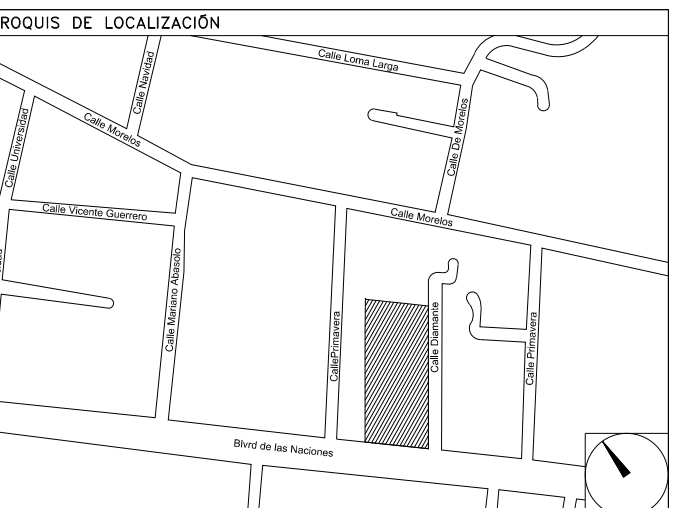 ROQUIS DE LOCALIZACIÓN
Calle Loma Larga
Calle Navidad
Calle Morelos
Calle De Morelos
Calle Universidad
Calle Vicente Guerrero
Calle Morelos
Calle Mariano Abasolo
CallePrimavera
Calle Diamante
Calle Primavera
Blvrd de las Naciones